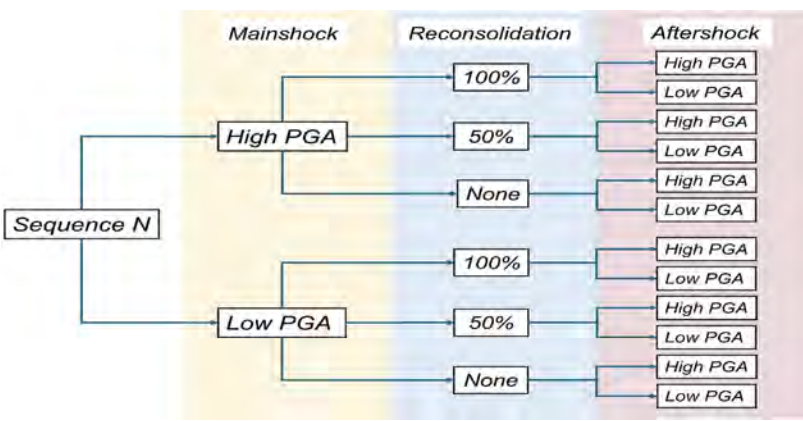 Mainshock
Reconsolidation
Aftershock
High PGA
100%
Low PGA
High PGA
High PGA
50%
Low PGA
High PGA
None
Low PGA
Sequence N
High PGA
100%
Low PGA
High PGA
Low PGA
50%
Low PGA
High PGA
None
Low PGA